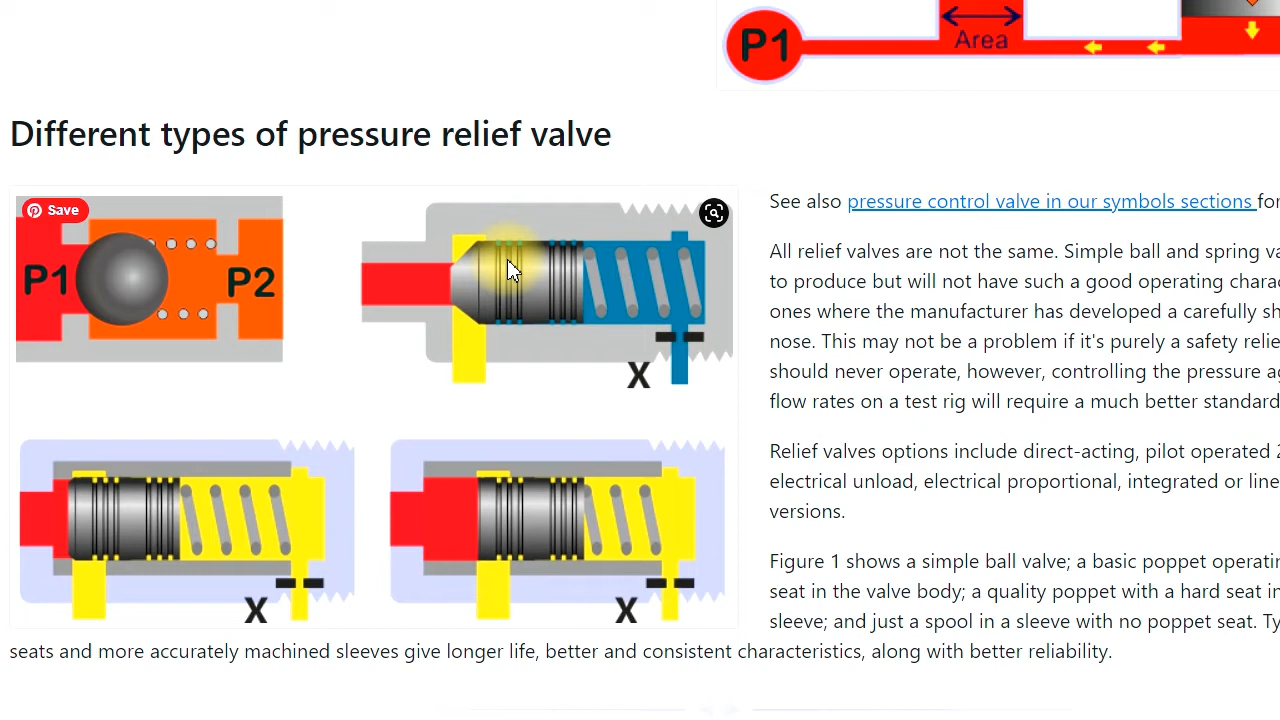 P1
Area
Different types of pressure relief valve
Save
P1
P2
X
X
X
See also pressure control valve in our symbols sections for
All relief valves are not the same. Simple ball and spring va
to produce but will not have such a good operating charac
ones where the manufacturer has developed a carefully sh
nose. This may not be a problem if it's purely a safety relie
should never operate, however, controlling the pressure ag
flow rates on a test rig will require a much better standard
Relief valves options include direct-acting, pilot operated 2
electrical unload, electrical proportional, integrated or line
versions.
Figure 1 shows a simple ball valve; a basic poppet operatin
seat in the valve body; a quality poppet with a hard seat in
sleeve; and just a spool in a sleeve with no poppet seat. Ty
seats and more accurately machined sleeves give longer life, better and consistent characteristics, along with better reliability.